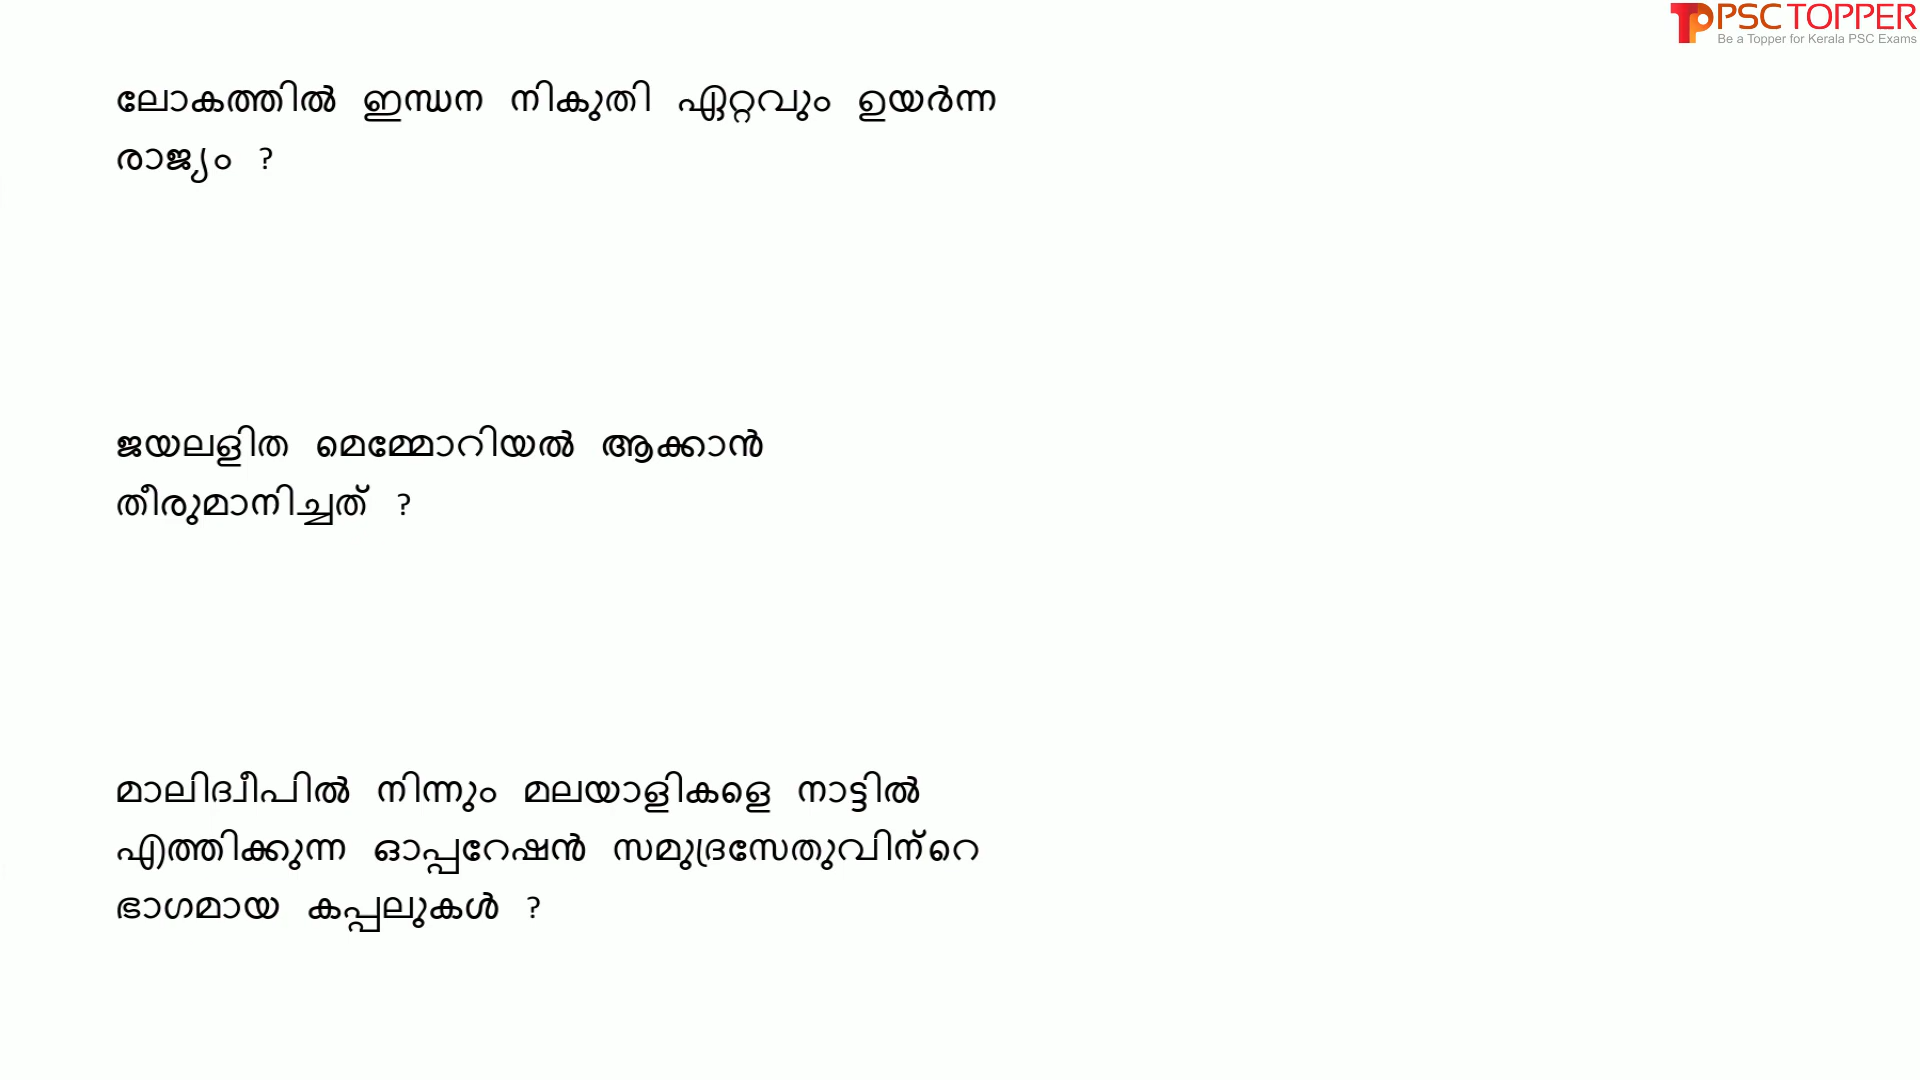 PSC TOPPER
Be a Topper for Kerala PSC Exams
ലോകത്തിൽ ഇന്ധന നികുതി ഏറ്റവും ഉയർന്ന
രാജ്യം ?
ജയലളിത മെമ്മോറിയൽ ആക്കാൻ
തീരുമാനിച്ചത് ?
മാലിദ്വീപിൽ നിന്നും മലയാളികളെ നാട്ടിൽ
എത്തിക്കുന്ന ഓപ്പറേഷൻ സമുദ്രസേതുവിന്റെ
ഭാഗമായ കപ്പലുകൾ ?